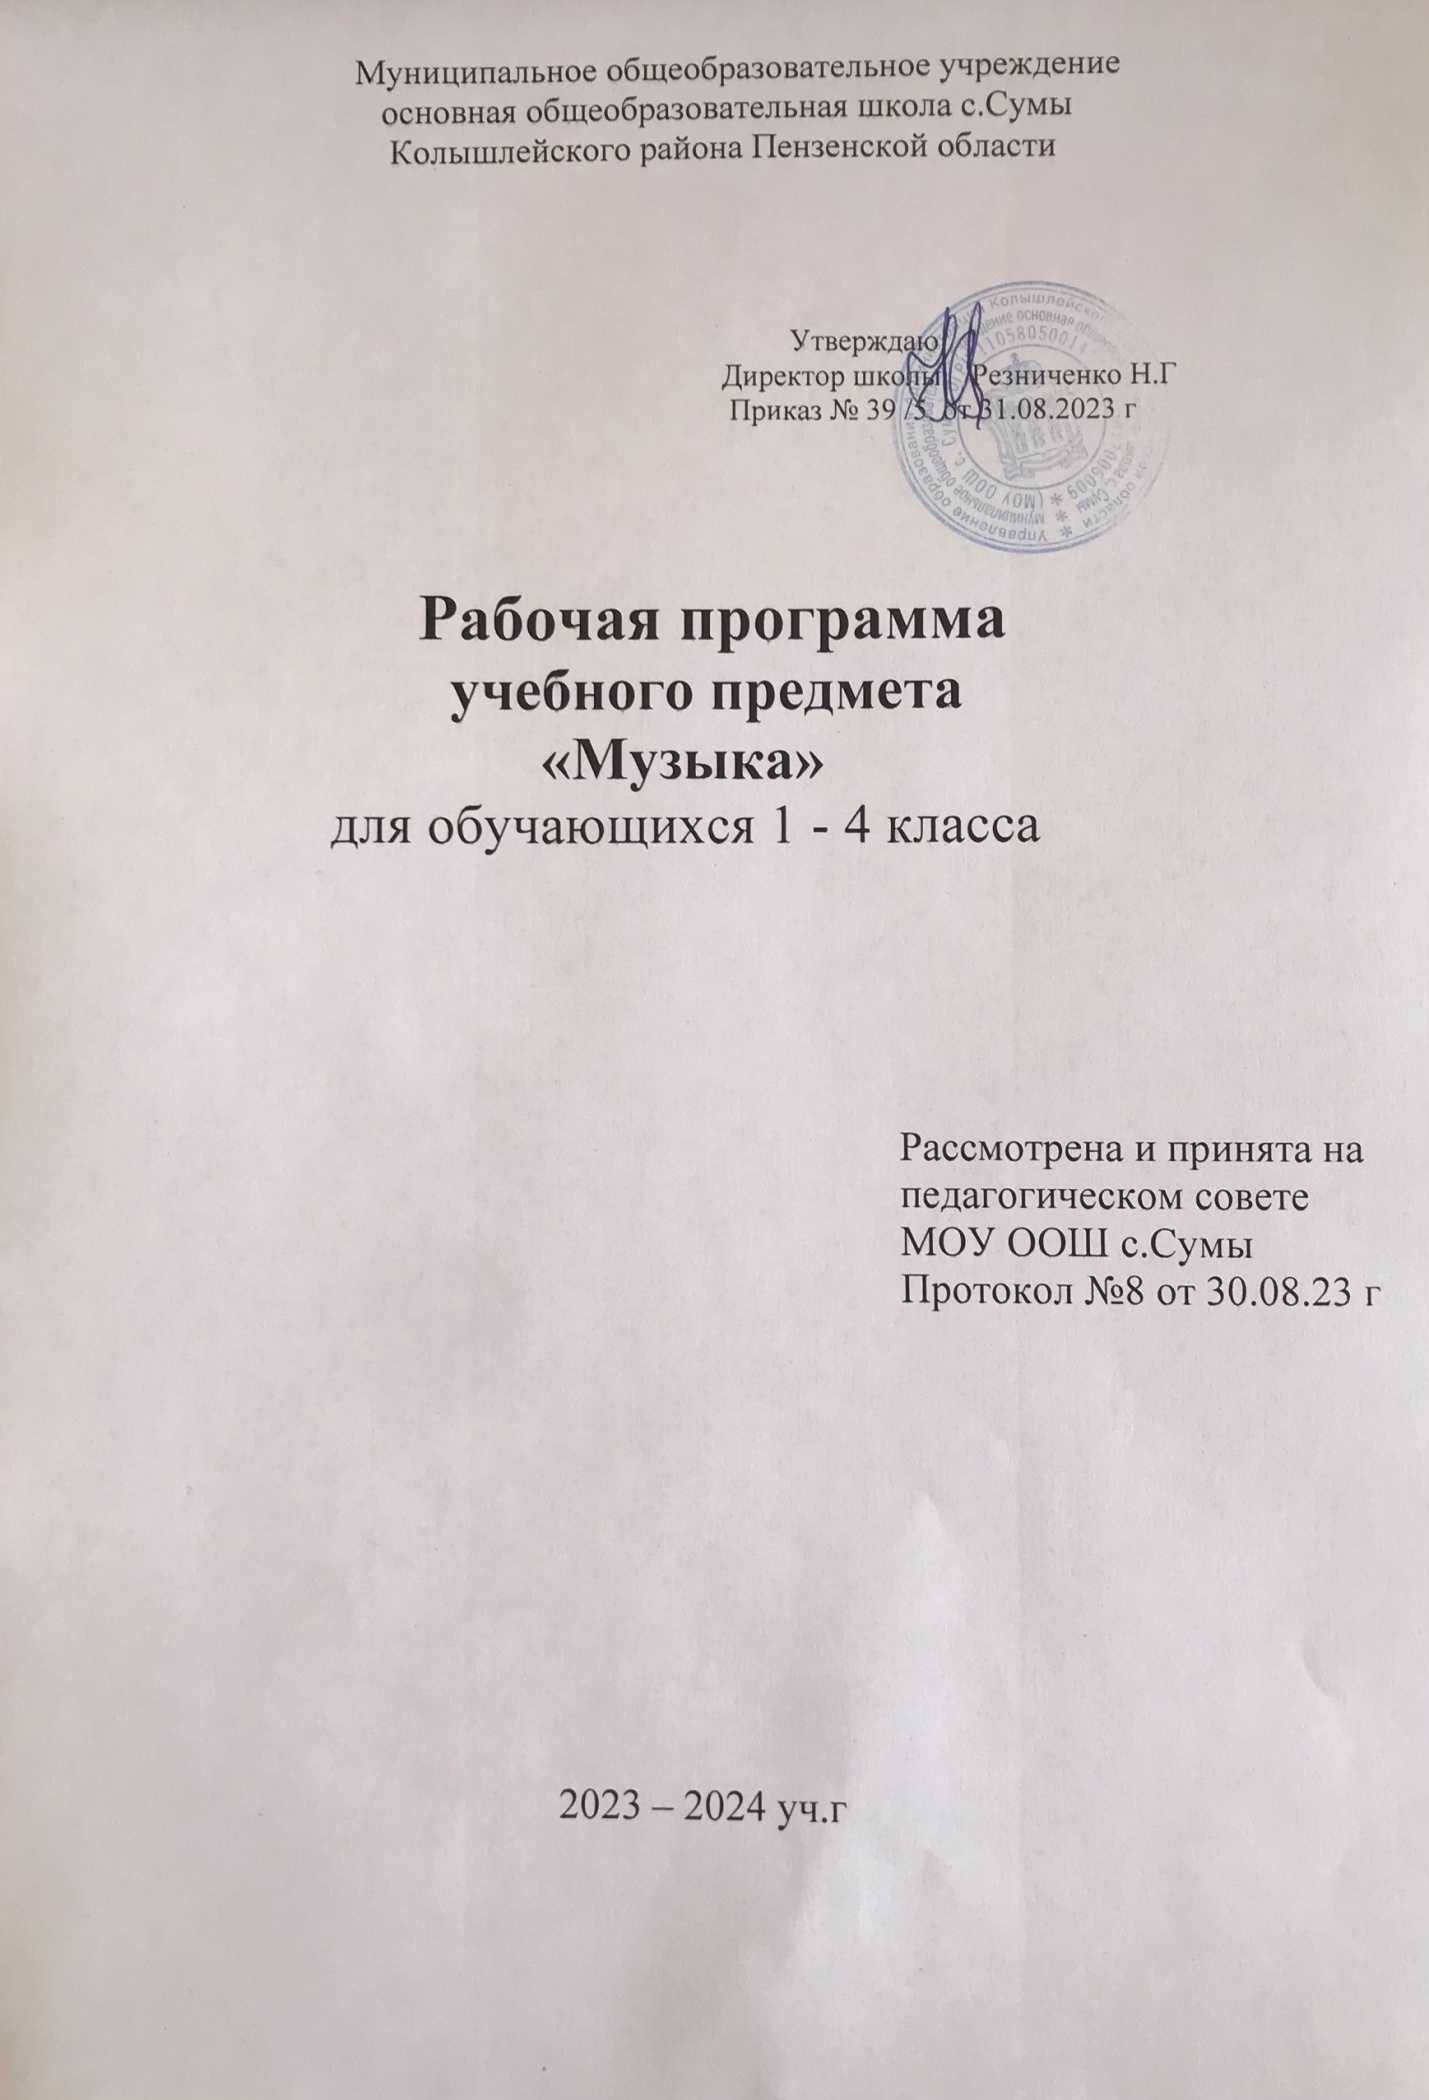 Муниципальное общеобразовательное учреждение
основная общеобразовательная школа с.Сумы
Колышлейского района Пензенской области
Утверждаю
Директор школы Резниченко Н.Г
Приказ № 39 /5 от 31.08.2023 г
Рабочая программа
учебного предмета
«Музыка»
для обучающихся 1 - 4 класса
Рассмотрена и принята на
педагогическом совете
МОУ ООШ с.Сумы
Протокол №8 от 30.08.23 г
2023 – 2024 уч.г